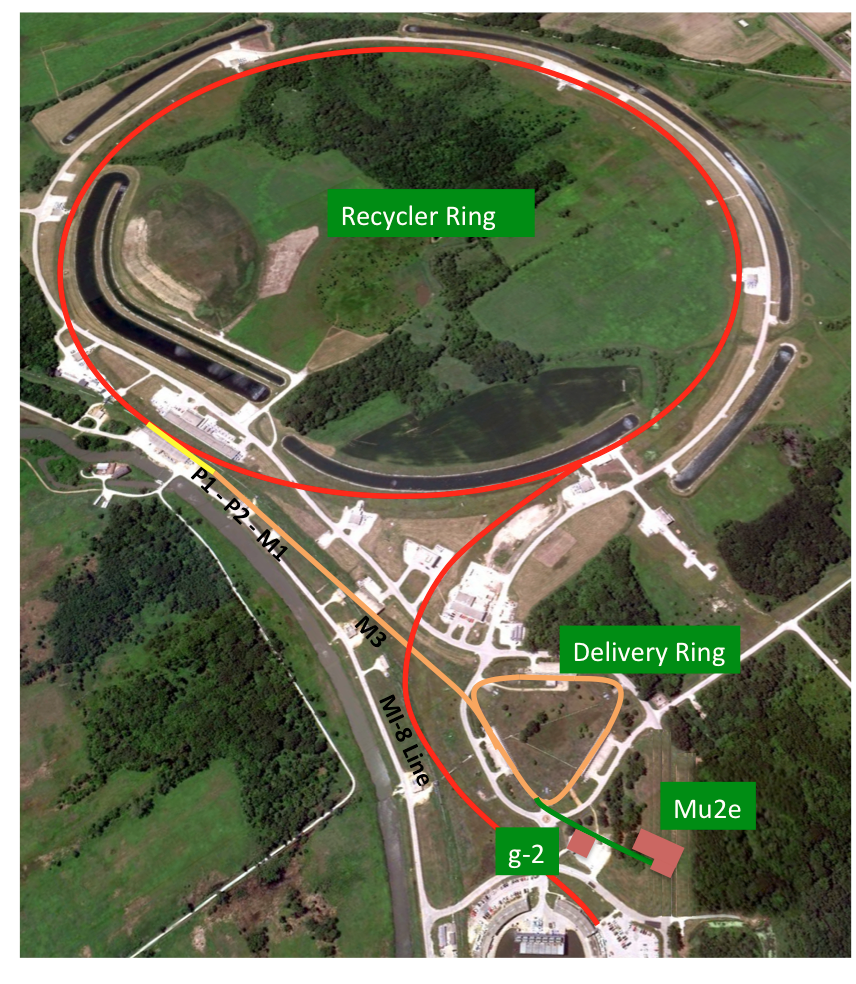 Recycler Ring
P1 - P2 - M1
M3
Delivery Ring
MI-8 Line
Mu2e
g-2